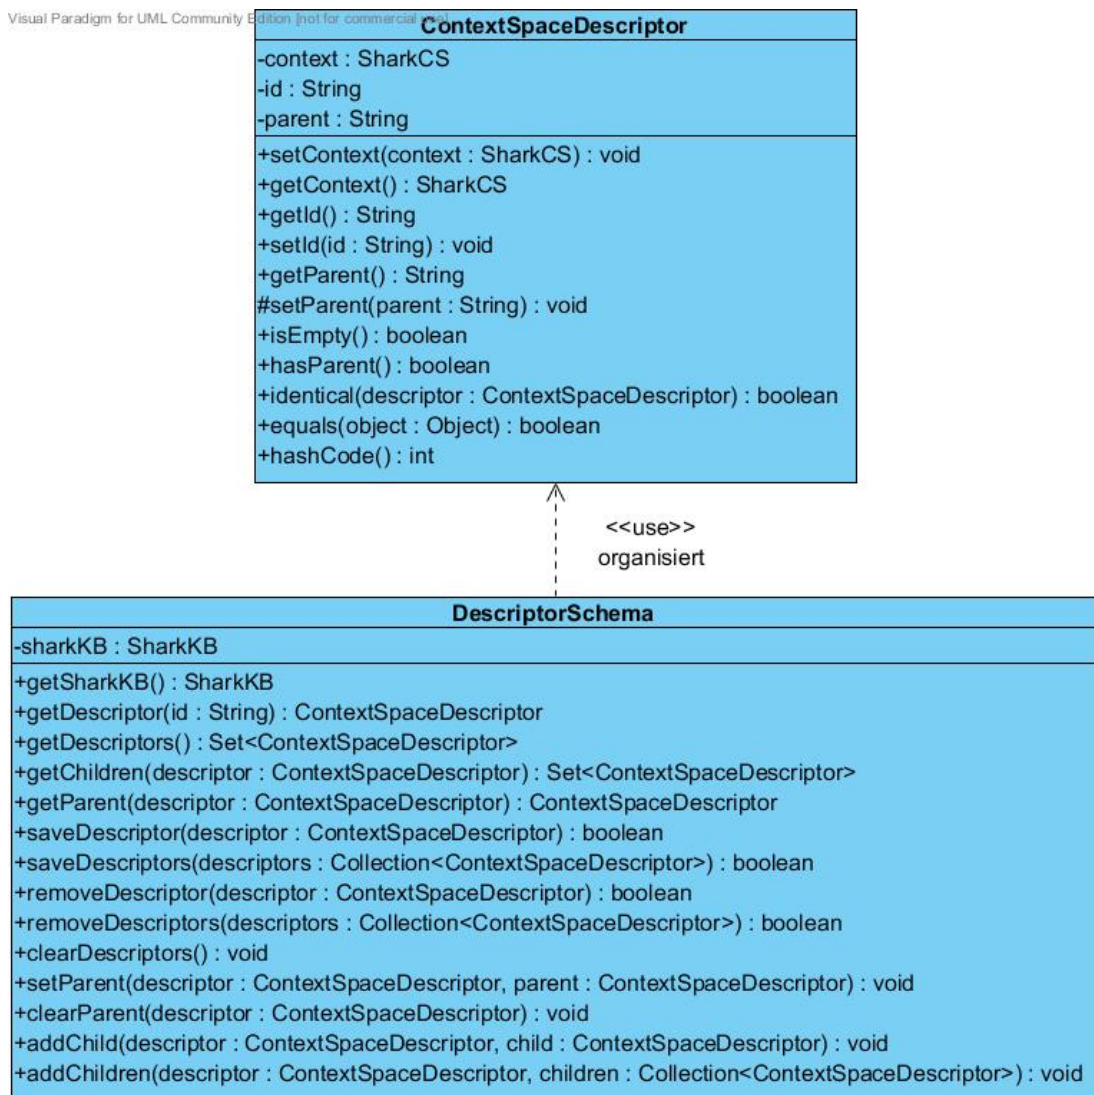 Visual Paradigm for UML Community Edition [not for commercial use]
ContextSpaceDescriptor
-context : SharkCS
-id : String
-parent : String
+setContext(context : SharkCS) : void
+getContext() : SharkCS
+getId() : String
+setId(id : String) : void
+getParent() : String
#setParent(parent : String) : void
+isEmpty() : boolean
+hasParent() : boolean
+identical(descriptor : ContextSpaceDescriptor) : boolean
+equals(object : Object) : boolean
+hashCode() : int
<<use>>
organisiert
DescriptorSchema
-sharkKB : SharkKB
+getSharkKB() : SharkKB
+getDescriptor(id : String) : ContextSpaceDescriptor
+getDescriptors() : Set<ContextSpaceDescriptor>
+getChildren(descriptor : ContextSpaceDescriptor) : Set<ContextSpaceDescriptor>
+getParent(descriptor : ContextSpaceDescriptor) : ContextSpaceDescriptor
+saveDescriptor(descriptor : ContextSpaceDescriptor) : boolean
+saveDescriptors(descriptors : Collection<ContextSpaceDescriptor>) : boolean
+removeDescriptor(descriptor : ContextSpaceDescriptor) : boolean
+removeDescriptors(descriptors : Collection<ContextSpaceDescriptor>) : boolean
+clearDescriptors() : void
+setParent(descriptor : ContextSpaceDescriptor, parent : ContextSpaceDescriptor) : void
+clearParent(descriptor : ContextSpaceDescriptor) : void
+addChild(descriptor : ContextSpaceDescriptor, child : ContextSpaceDescriptor) : void
+addChildren(descriptor : ContextSpaceDescriptor, children : Collection<ContextSpaceDescriptor>) : void